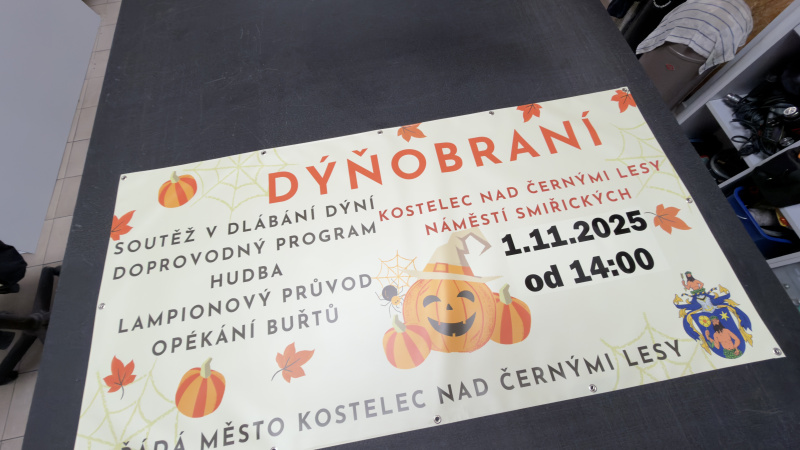 DÝŇOBRANÍ
KOSTELEC NAD ČERNÝMI LESY
NÁMĚSTÍ SMIŘICKÝCH
1.11.2025
od 14:00
SOUTĚŽ V DLÁBÁNÍ DÝNÍ
DOPROVODNÝ PROGRAM
HUDBA
LAMPIONOVÝ PRŮVOD
OPÉKÁNÍ BUŘTŮ
MĚSTO KOSTELEC NAD ČERNÝMI LESY